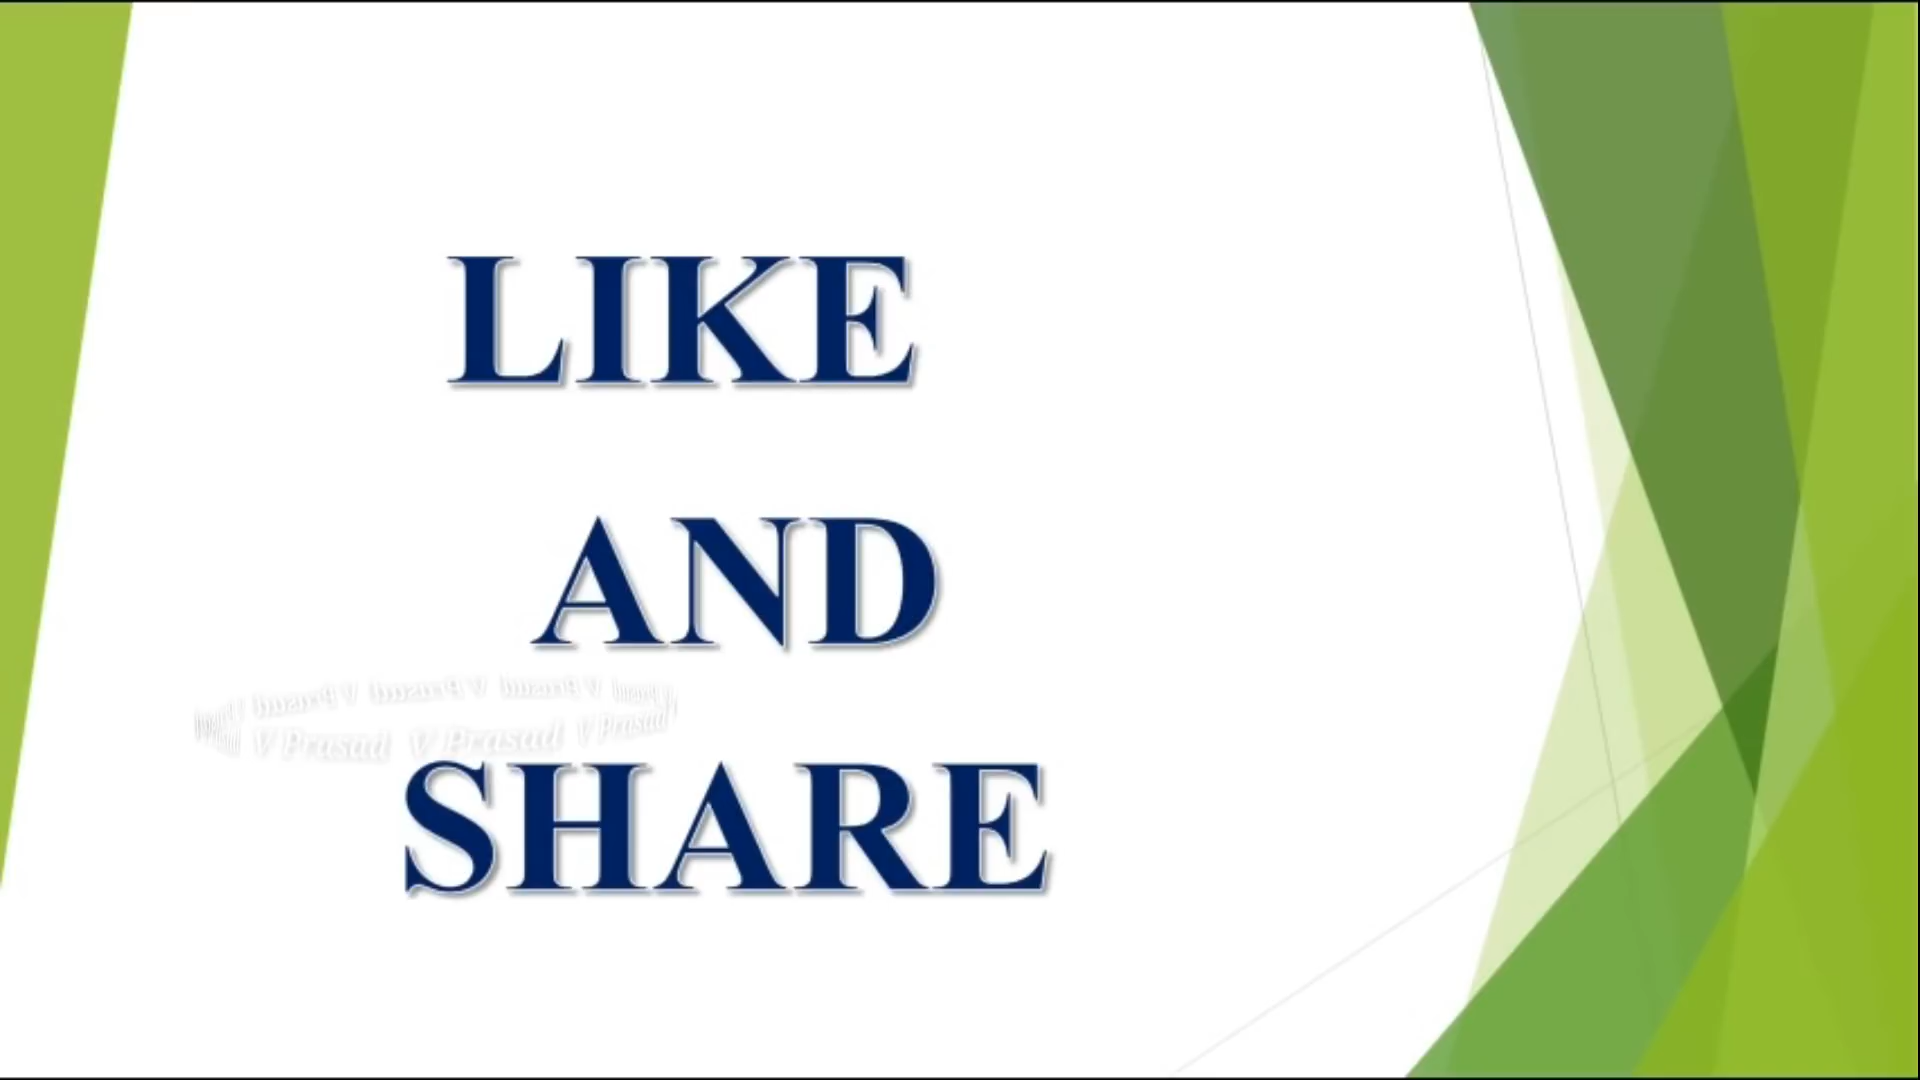 LIKE
AND
V Prasad V Prasad V Prasad
SHARE